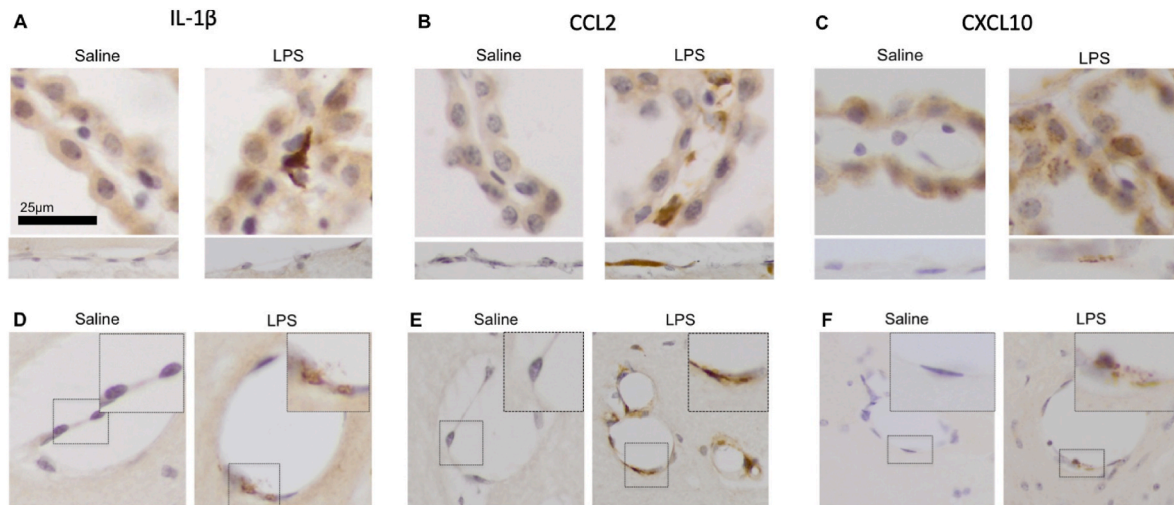 A IL-1β
Saline LPS
25μm
B CCL2
Saline LPS
C CXCL10
Saline LPS
D Saline LPS
E Saline LPS
F Saline LPS